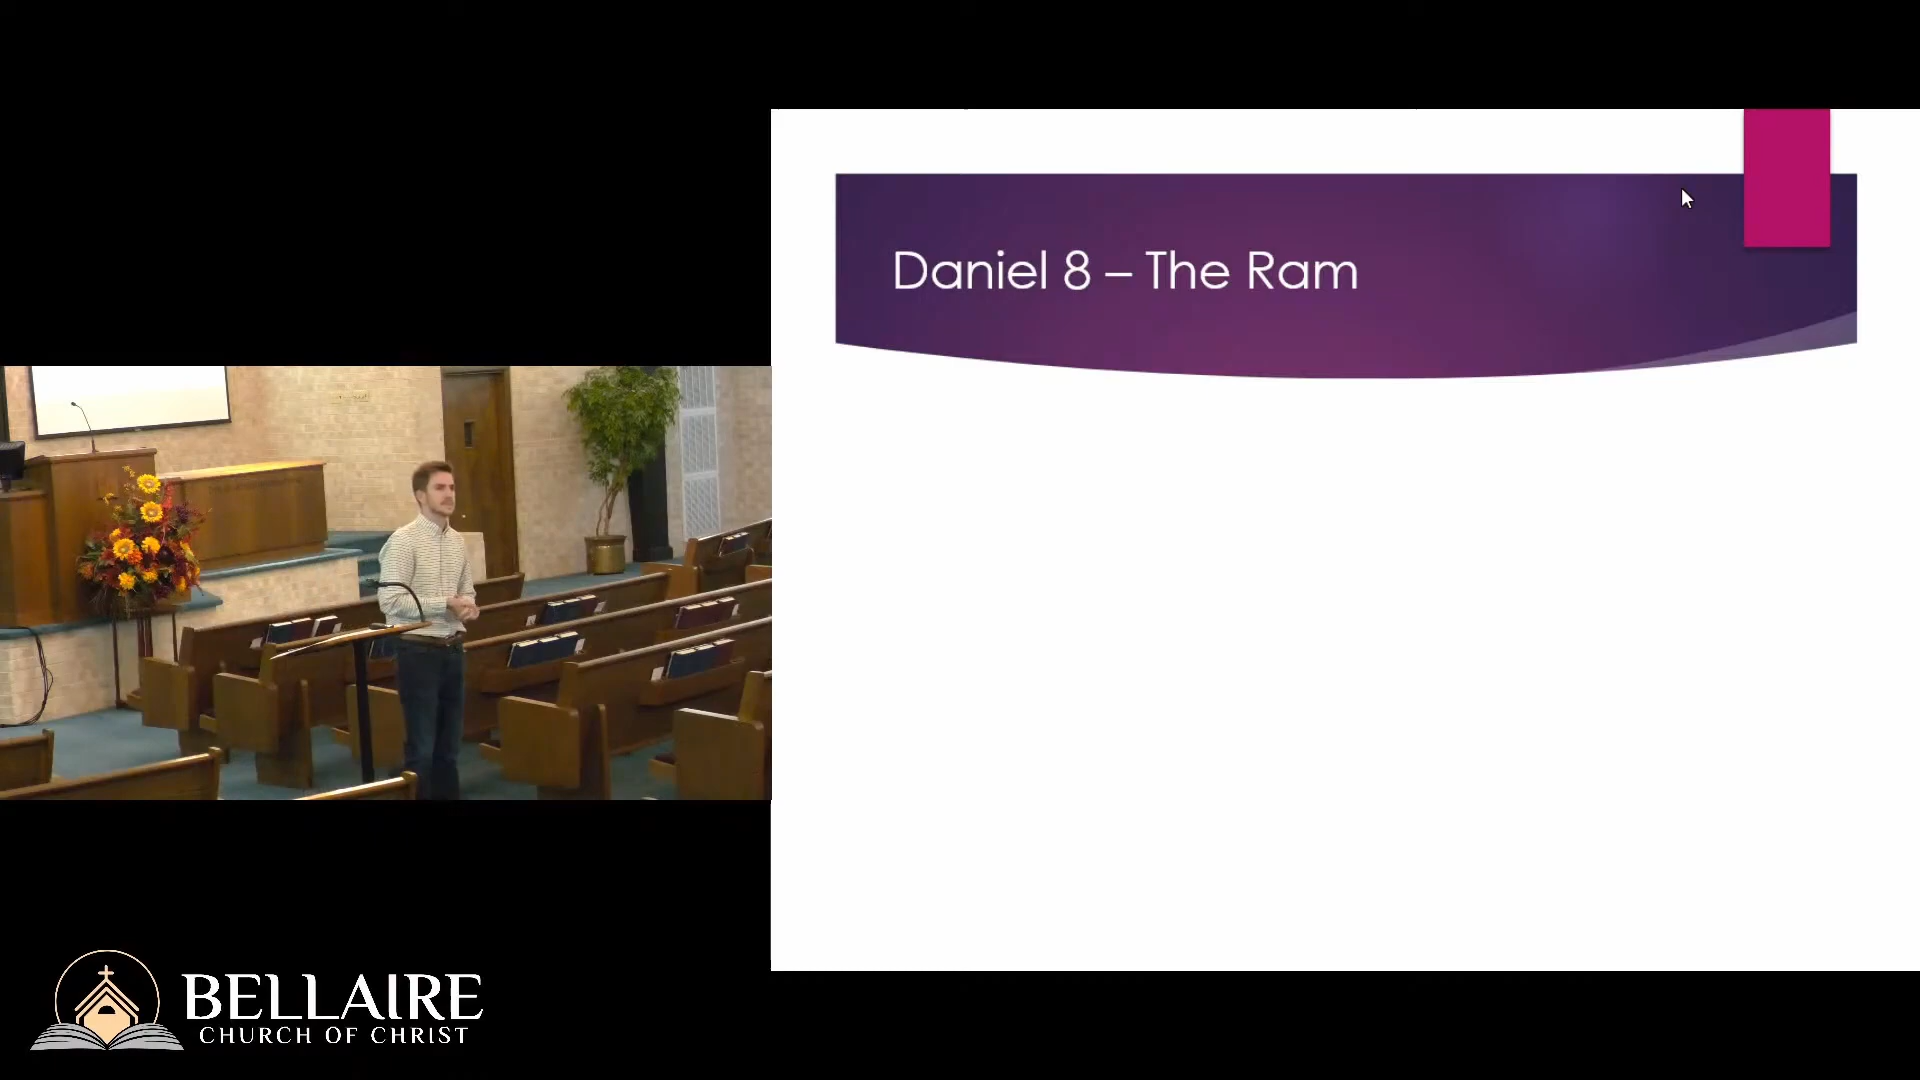 Daniel 8 – The Ram
BELLAIRE
CHURCH OF CHRIST